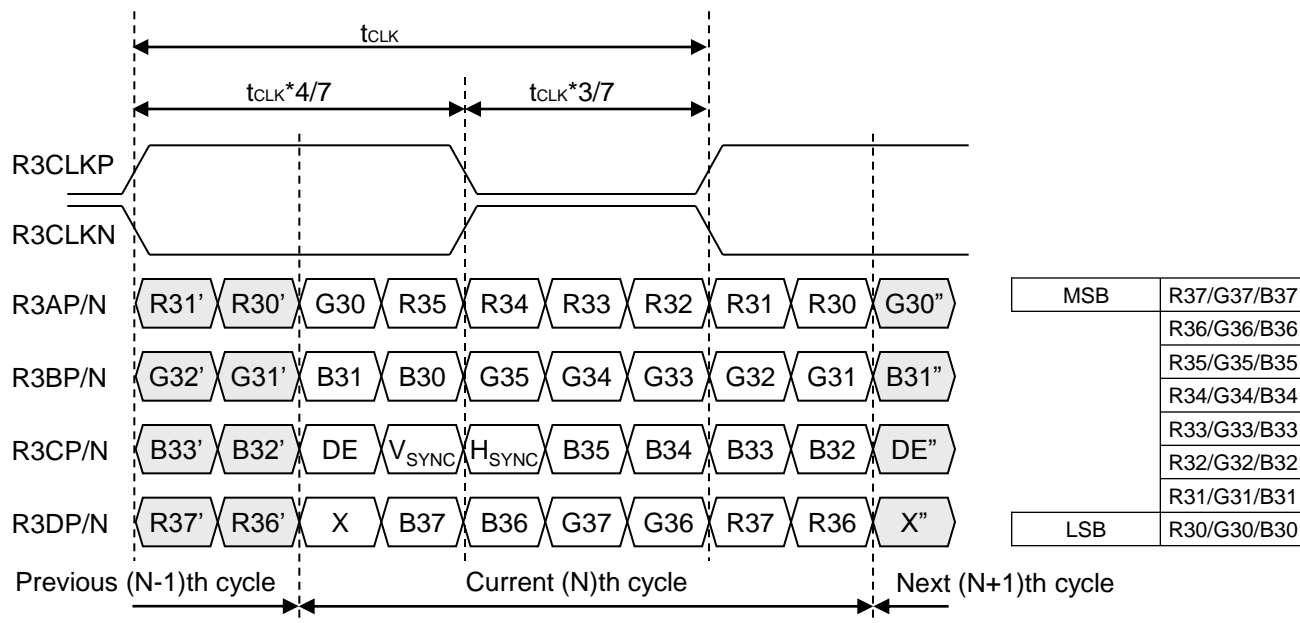 tCLK
tCLK*4/7 tCLK*3/7
R3CLKP
R3CLKN
R3AP/N R31’ R30’ G30 R35 R34 R33 R32 R31 R30 G30”
R3BP/N G32’ G31’ B31 B30 G35 G34 G33 G32 G31 B31”
R3CP/N B33’ B32’ DE VSYNC HSYNC B35 B34 B33 B32 DE”
R3DP/N R37’ R36’ X B37 B36 G37 G36 R37 R36 X”
Previous (N-1)th cycle Current (N)th cycle Next (N+1)th cycle
MSB R37/G37/B37
R36/G36/B36
R35/G35/B35
R34/G34/B34
R33/G33/B33
R32/G32/B32
R31/G31/B31
LSB R30/G30/B30